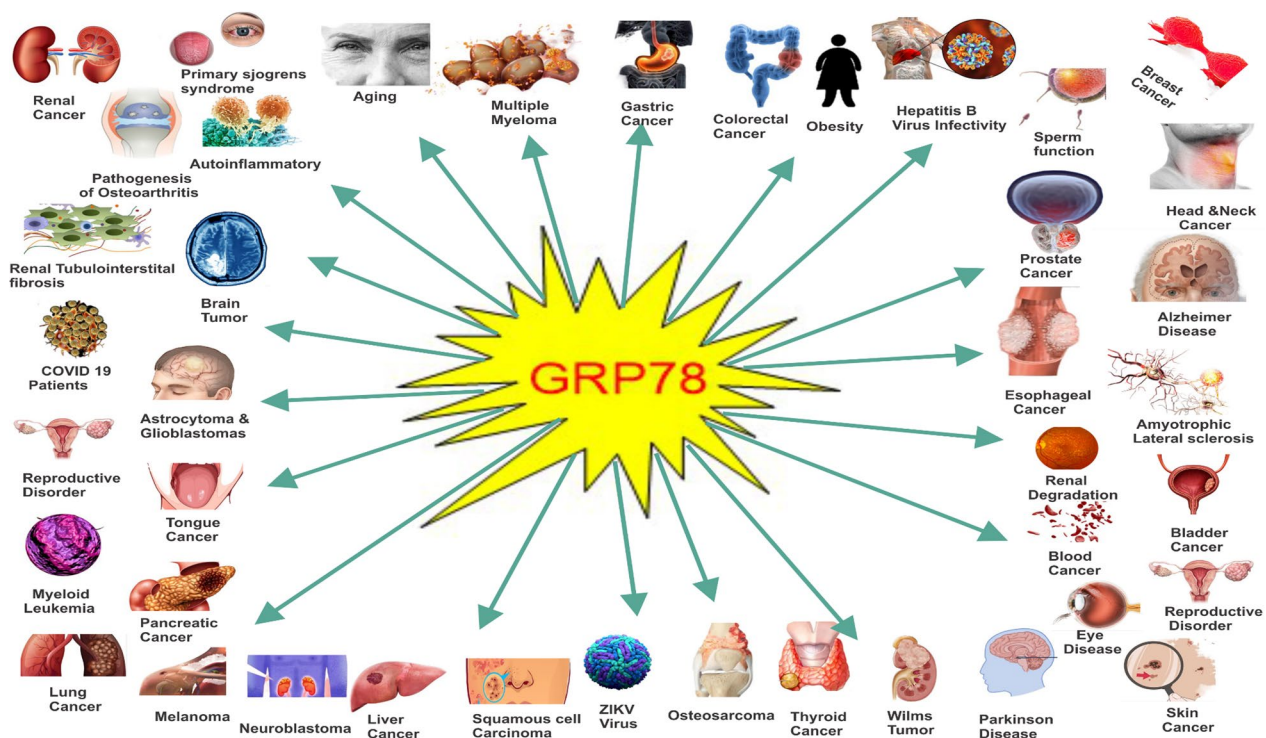 Renal
Cancer
Primary sjogrens
syndrome
Aging
Multiple
Myeloma
Gastric
Cancer
Colorectal
Cancer
Obesity
Hepatitis B
Virus Infectivity
Sperm
function
Breast
Cancer
Pathogenesis
of Osteoarthritis
Autoinflammatory
Head &Neck
Cancer
Renal Tubulointerstital
fibrosis
Brain
Tumor
Prostate
Cancer
Alzheimer
Disease
COVID 19
Patients
GRP78
Astrocytoma &
Glioblastomas
Esophageal
Cancer
Amyotrophic
Lateral sclerosis
Reproductive
Disorder
Tongue
Cancer
Renal
Degradation
Bladder
Cancer
Myeloid
Leukemia
Pancreatic
Cancer
Blood
Cancer
Reproductive
Disorder
Eye
Disease
Lung
Cancer
Melanoma
Neuroblastoma
Liver
Cancer
Squamous cell
Carcinoma
ZIKV
Virus
Osteosarcoma
Thyroid
Cancer
Wilms
Tumor
Parkinson
Disease
Skin
Cancer